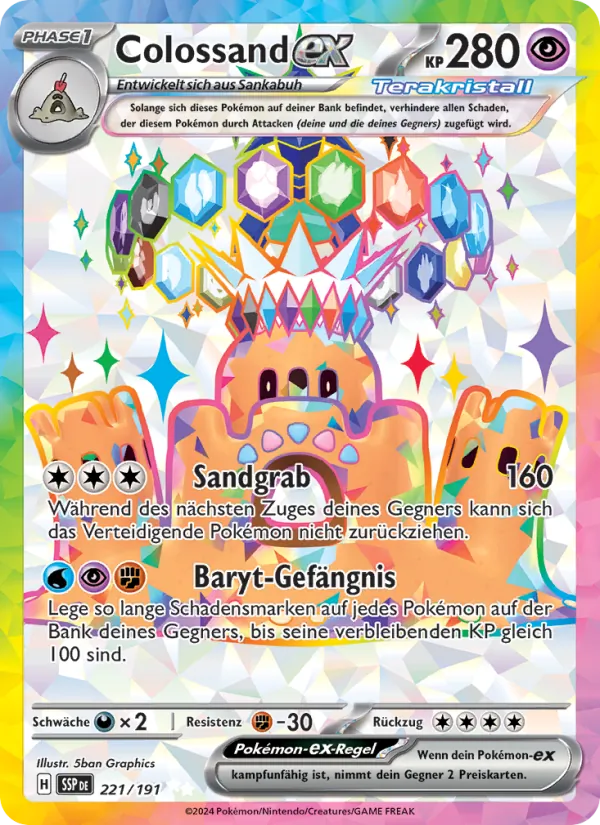 PHASE 1
Colossand ex
KP 280
Entwickelt sich aus Sankabuh
Terakristall
Solange sich dieses Pokémon auf deiner Bank befindet, verhindere allen Schaden,
der diesem Pokémon durch Attacken (deine und die deines Gegners) zugefügt wird.
Sandgrab 160
Während des nächsten Zuges deines Gegners kann sich
das Verteidigende Pokémon nicht zurückziehen.
Baryt-Gefängnis
Lege so lange Schadensmarken auf jedes Pokémon auf der
Bank deines Gegners, bis seine verbleibenden KP gleich
100 sind.
Schwäche ×2 Resistenz -30 Rückzug
Illustr. 5ban Graphics
Pokémon-ex-Regel
Wenn dein Pokémon-ex
kampfunfähig ist, nimmt dein Gegner 2 Preiskarten.
H SSP DE 221/191
©2024 Pokémon/Nintendo/Creatures/GAME FREAK